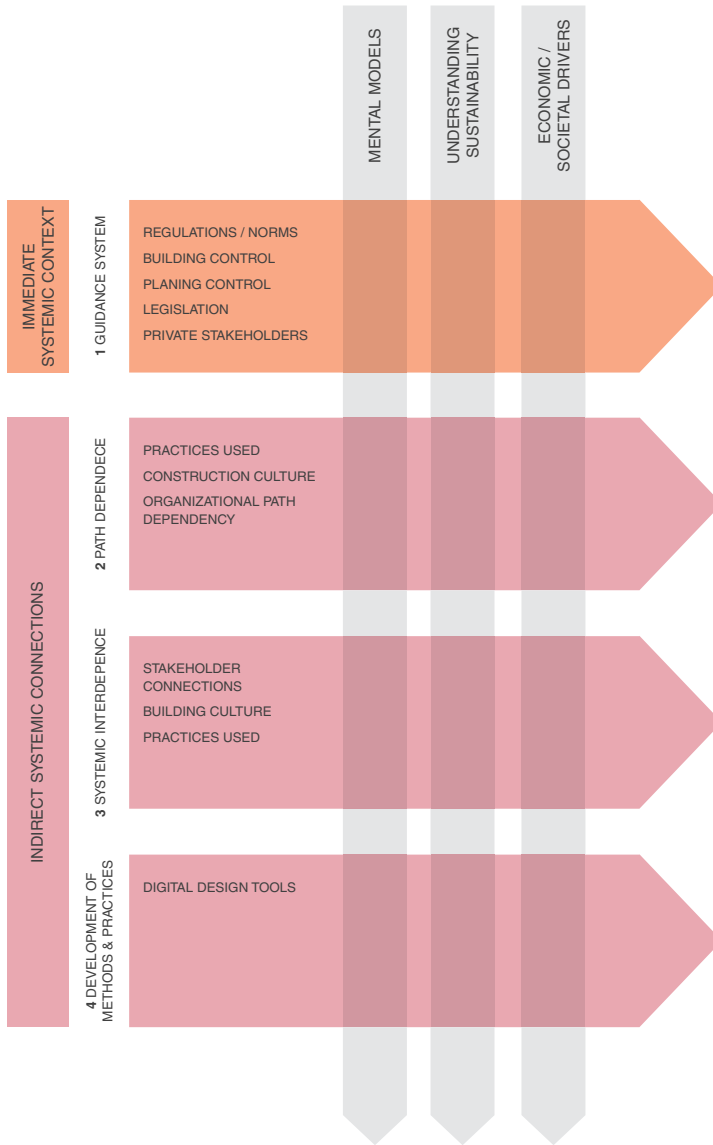 MENTAL MODELS
UNDERSTANDING
SUSTAINABILITY
ECONOMIC /
SOCIETAL DRIVERS
IMMEDIATE
SYSTEMIC CONTEXT
1 GUIDANCE SYSTEM
REGULATIONS / NORMS
BUILDING CONTROL
PLANING CONTROL
LEGISLATION
PRIVATE STAKEHOLDERS
INDIRECT SYSTEMIC CONNECTIONS
2 PATH DEPENDECE
PRACTICES USED
CONSTRUCTION CULTURE
ORGANIZATIONAL PATH
DEPENDENCY
3 SYSTEMIC INTERDEPENCE
STAKEHOLDER
CONNECTIONS
BUILDING CULTURE
PRACTICES USED
4 DEVELOPMENT OF
METHODS & PRACTICES
DIGITAL DESIGN TOOLS